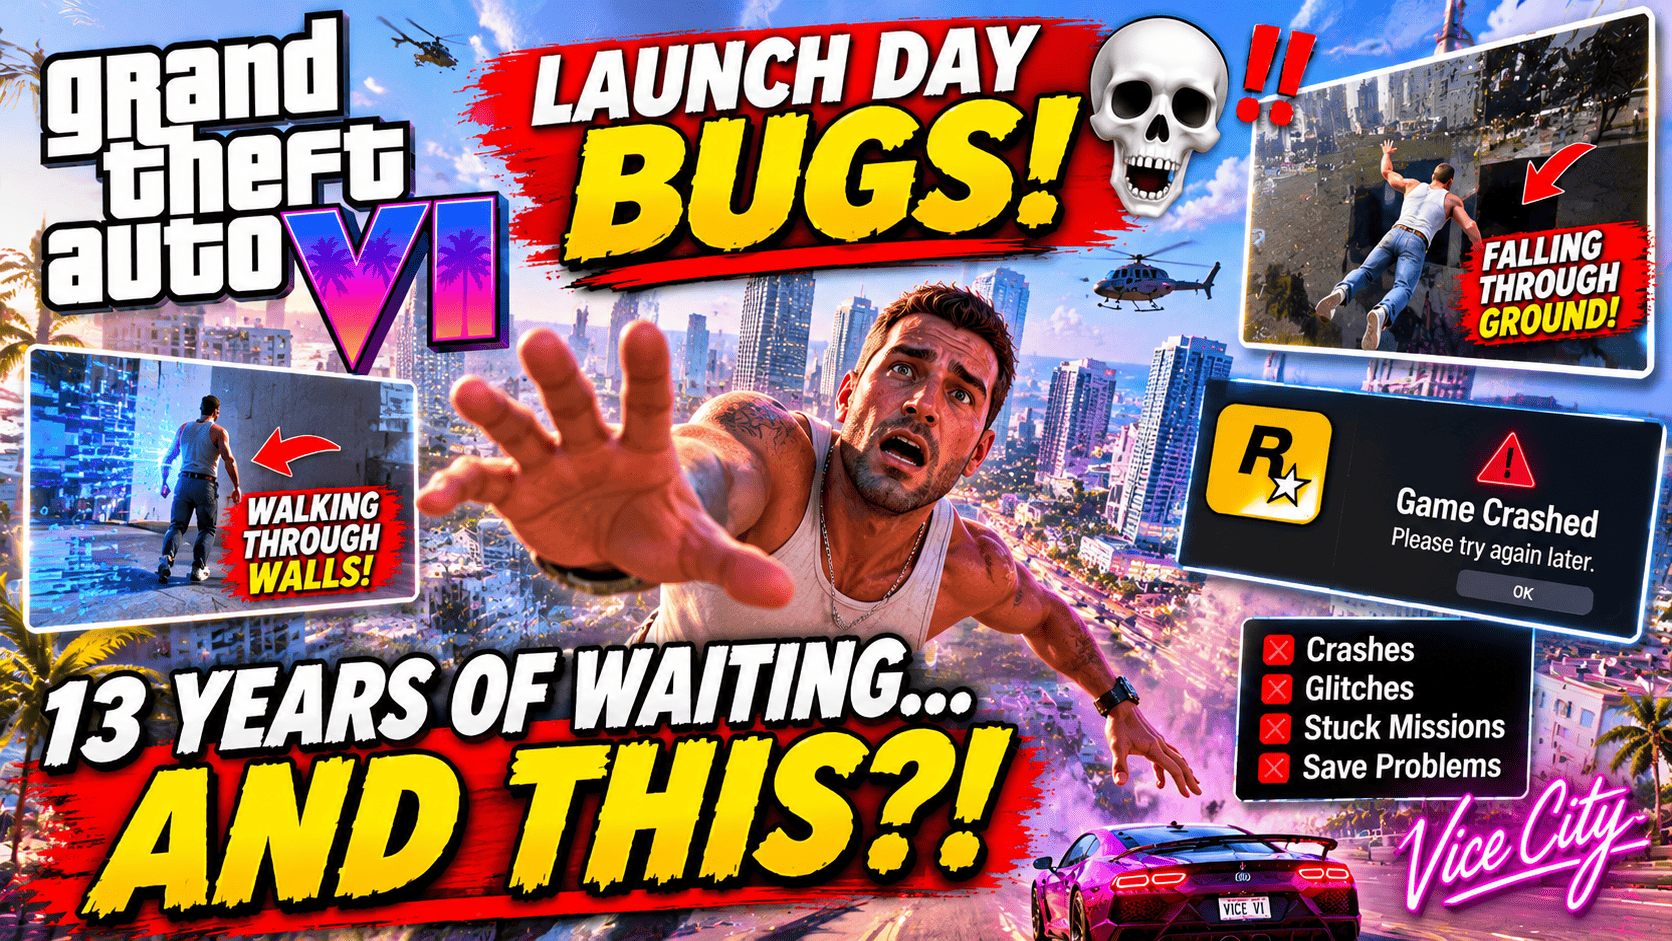 grand
theft
auto
VI
LAUNCH DAY
BUGS!
!!
FALLING
THROUGH
GROUND!
WALKING
THROUGH
WALLS!
R
Game Crashed
Please try again later.
OK
Crashes
Glitches
Stuck Missions
Save Problems
13 YEARS OF WAITING...
AND THIS?!
Vice City
VICE VI